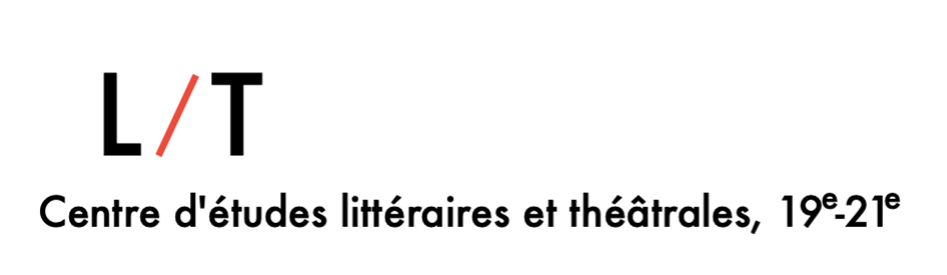 L/T
Centre d'études littéraires et théâtrales, 19ᵉ-21ᵉ